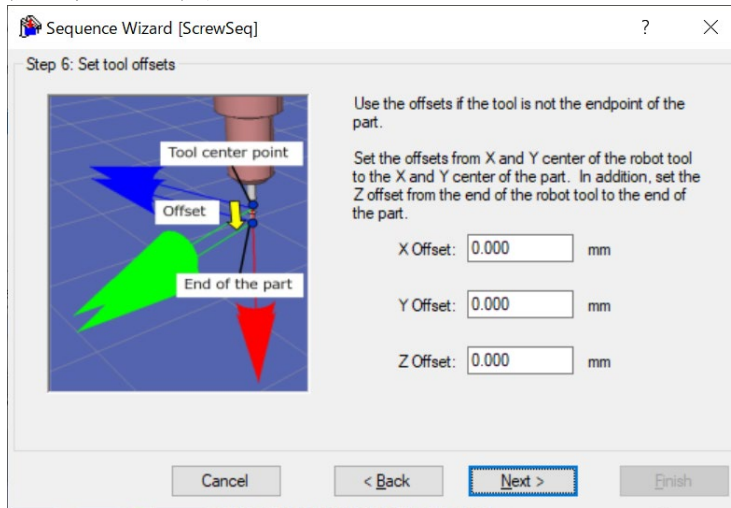 Sequence Wizard [ScrewSeq]
?
Step 6: Set tool offsets
Tool center point
Offset
End of the part
Use the offsets if the tool is not the endpoint of the
part.
Set the offsets from X and Y center of the robot tool
to the X and Y center of the part. In addition, set the
Z offset from the end of the robot tool to the end of
the part.
X Offset: 0.000 mm
Y Offset: 0.000 mm
Z Offset: 0.000 mm
Cancel < Back Next > Finish